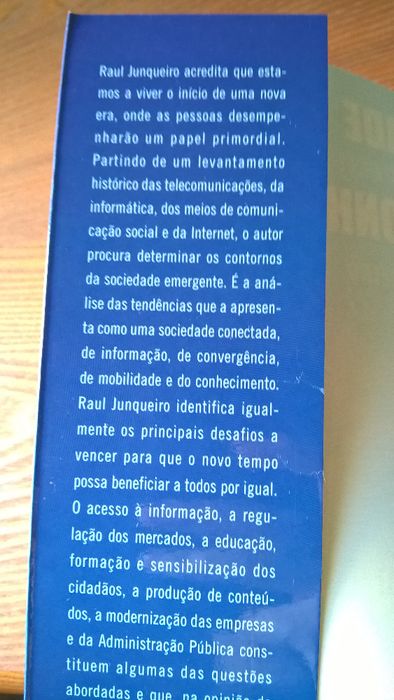 Raul Junqueiro acredita que esta-
mos a viver o início de uma nova
era, onde as pessoas desempe-
nharão um papel primordial.
Partindo de um levantamento
histórico das telecomunicações, da
informática, dos meios de comuni-
cação social e da Internet, o autor
procura determinar os contornos
da sociedade emergente. É a aná-
lise das tendências que a apresen-
ta como uma sociedade conectada,
de informação, de convergência,
de mobilidade e do conhecimento.
Raul Junqueiro identifica igual-
mente os principais desafios a
vencer para que o novo tempo
possa beneficiar a todos por igual.
O acesso à informação, a regu-
lação dos mercados, a educação,
formação e sensibilização dos
cidadãos, a produção de conteú-
dos, a modernização das empresas
e da Administração Pública cons-
tituem algumas das questões
abordadas e que, na opinião